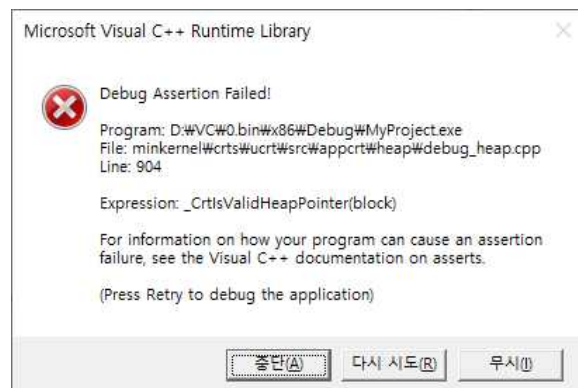 Microsoft Visual C++ Runtime Library
Debug Assertion Failed!
Program: D:₩VC₩0.bin₩x86₩Debug₩MyProject.exe
File: minkernel₩crts₩ucrt₩src₩appcrt₩heap₩debug_heap.cpp
Line: 904
Expression: _CrtIsValidHeapPointer(block)
For information on how your program can cause an assertion
failure, see the Visual C++ documentation on asserts.
(Press Retry to debug the application)
중단(A) 다시 시도(R) 무시(I)